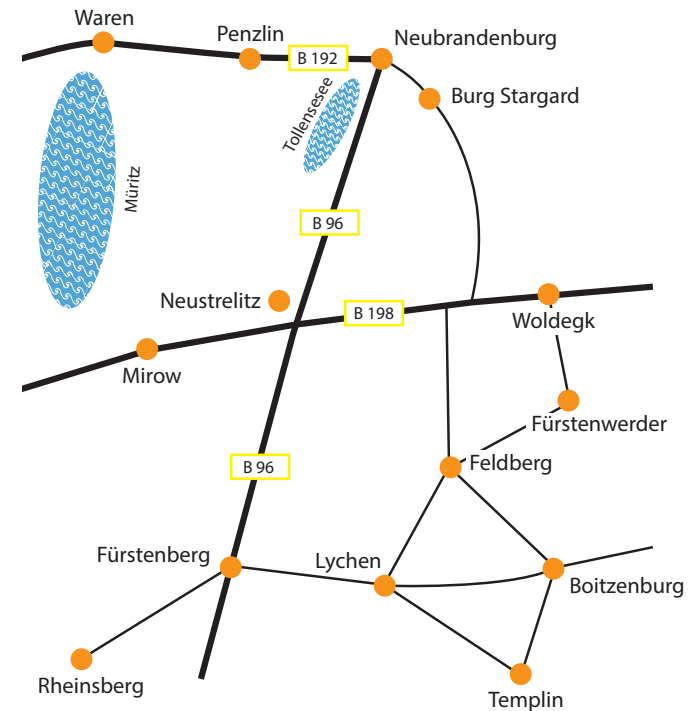 Waren
Penzlin
Neubrandenburg
B 192
Burg Stargard
Tollensesee
Müritz
B 96
Neustrelitz
B 198
Woldegk
Mirow
Fürstenwerder
B 96
Feldberg
Fürstenberg
Lychen
Boitzenburg
Rheinsberg
Templin